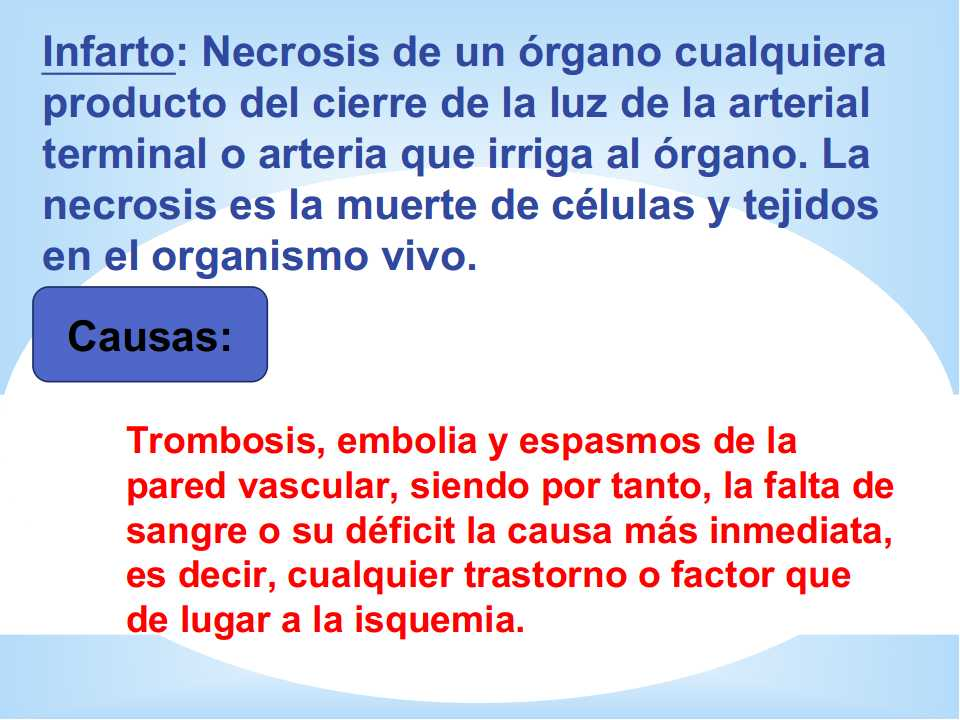 Infarto: Necrosis de un órgano cualquiera
producto del cierre de la luz de la arterial
terminal o arteria que irriga al órgano. La
necrosis es la muerte de células y tejidos
en el organismo vivo.
Causas:
Trombosis, embolia y espasmos de la
pared vascular, siendo por tanto, la falta de
sangre o su déficit la causa más inmediata,
es decir, cualquier trastorno o factor que
de lugar a la isquemia.